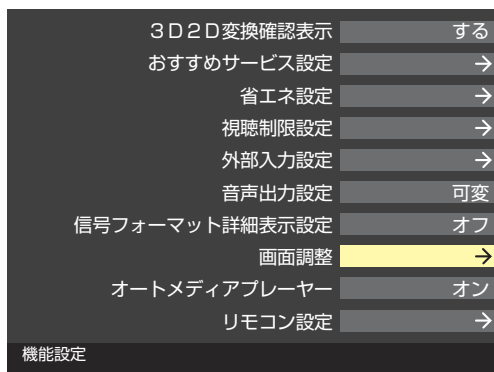 ３Ｄ２Ｄ変換確認表示 する
おすすめサービス設定 →
省エネ設定 →
視聴制限設定 →
外部入力設定 →
音声出力設定 可変
信号フォーマット詳細表示設定 オフ
画面調整 →
オートメディアプレーヤー オン
リモコン設定 →
機能設定